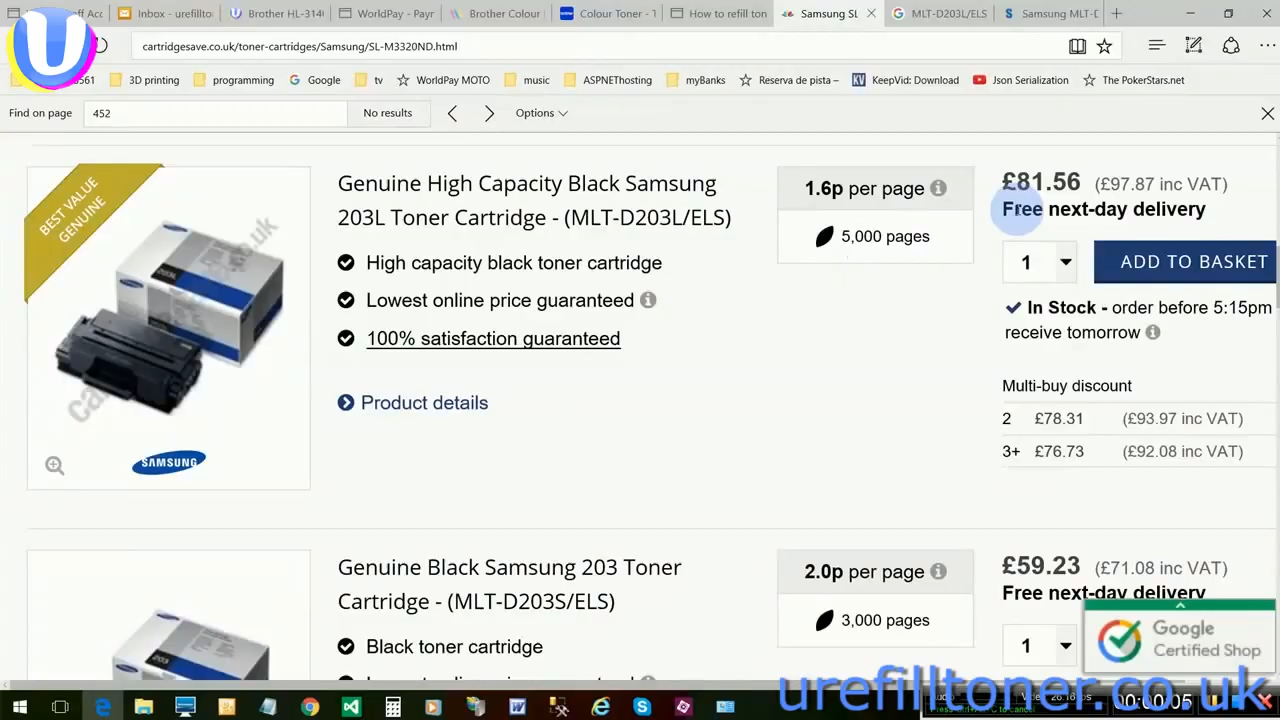 Inbox - urefilltor
Brother HL-314
WorldPay - Payr
Brother Colour
Colour Toner - T
How to refill ton
Samsung SL
MLT-D203L/ELS
Samsung MLT-D
cartridgesave.co.uk/toner-cartridges/Samsung/SL-M3320ND.html
3D printing
programming
Google
tv
WorldPay MOTO
music
ASPNEThosting
myBanks
Reserva de pista –
KeepVid: Download
Json Serialization
The PokerStars.net
Find on page
452
No results
Options
BEST VALUE
GENUINE
Genuine High Capacity Black Samsung
203L Toner Cartridge - (MLT-D203L/ELS)
High capacity black toner cartridge
Lowest online price guaranteed
100% satisfaction guaranteed
Product details
SAMSUNG
1.6p per page
5,000 pages
£81.56 (£97.87 inc VAT)
Free next-day delivery
1
ADD TO BASKET
In Stock - order before 5:15pm
receive tomorrow
Multi-buy discount
2 £78.31 (£93.97 inc VAT)
3+ £76.73 (£92.08 inc VAT)
Genuine Black Samsung 203 Toner
Cartridge - (MLT-D203S/ELS)
Black toner cartridge
2.0p per page
3,000 pages
£59.23 (£71.08 inc VAT)
Free next-day delivery
1
Google
Certified Shop
urefilltoner.co.uk
00:00:05